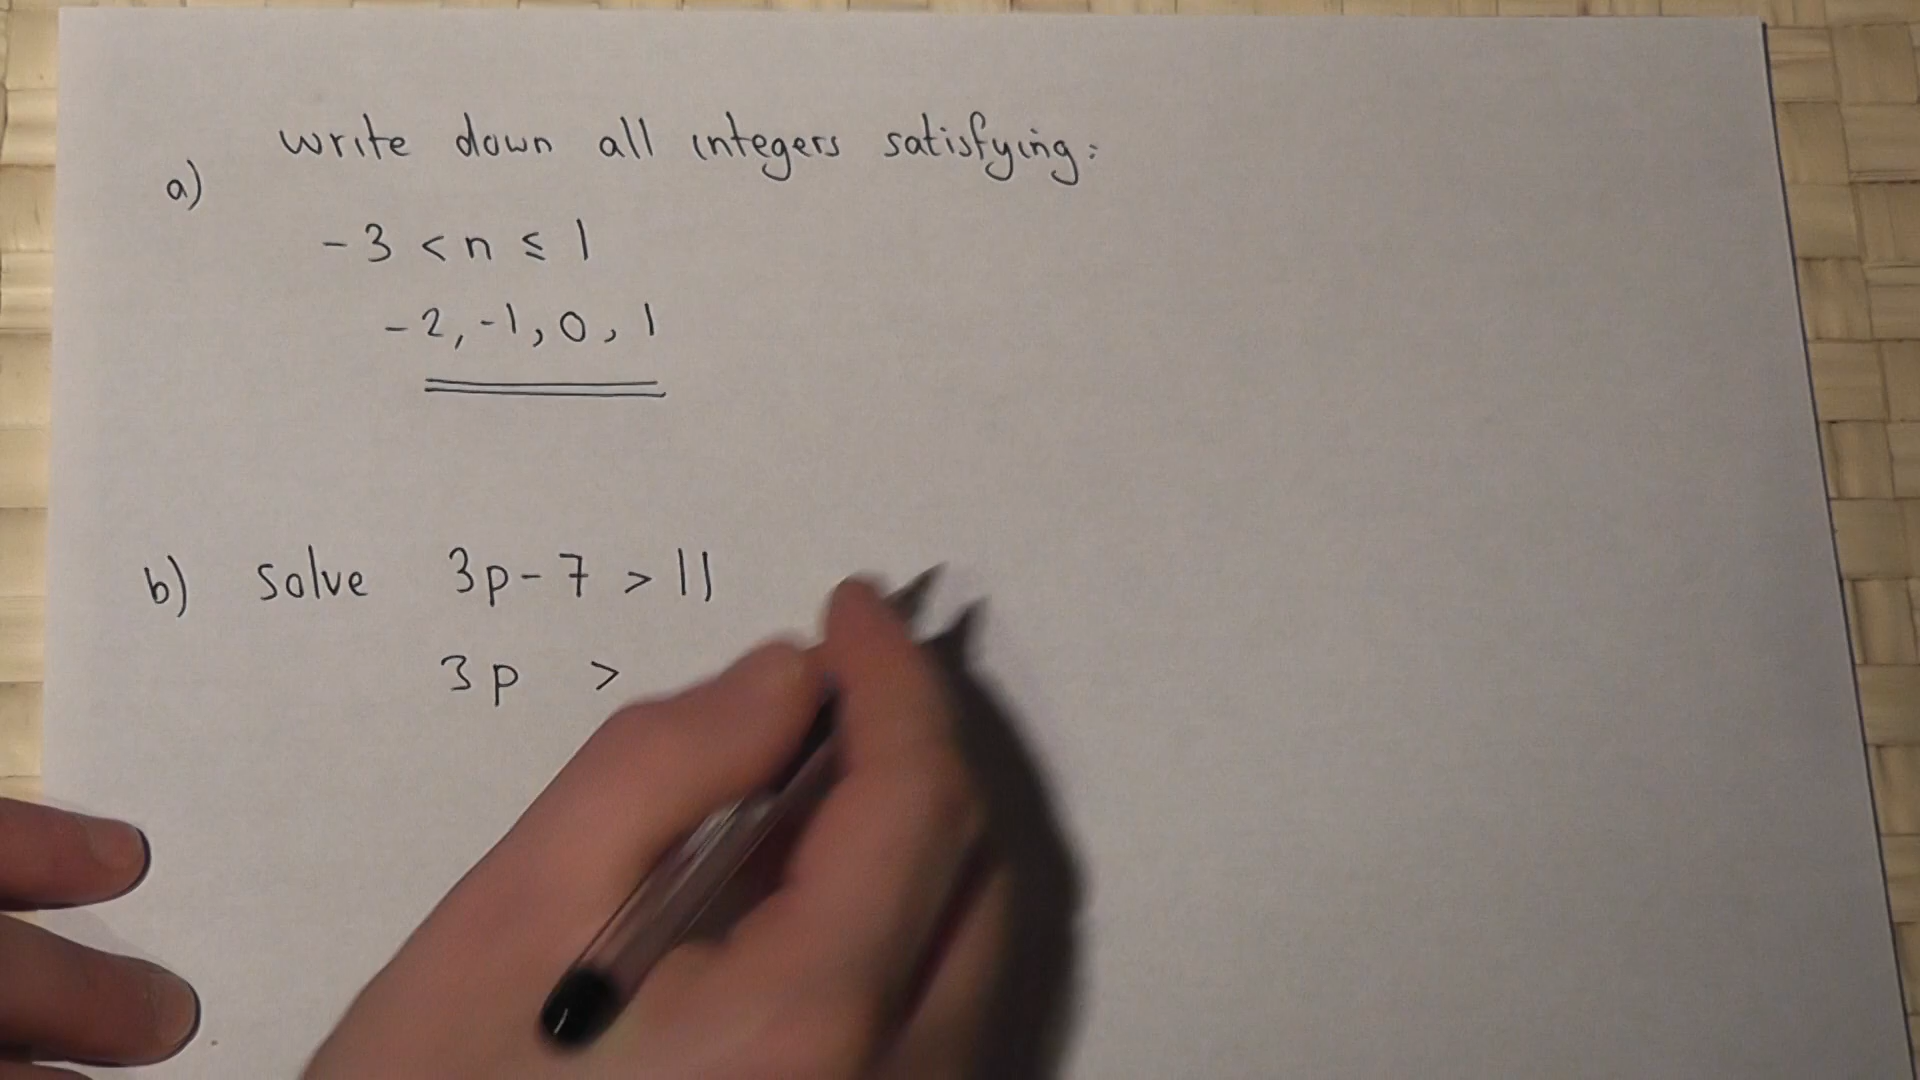 write down all integers satisfying:
a)
-3 < n ≤ 1
-2, -1, 0, 1
b) solve 3p - 7 > 11
3p >